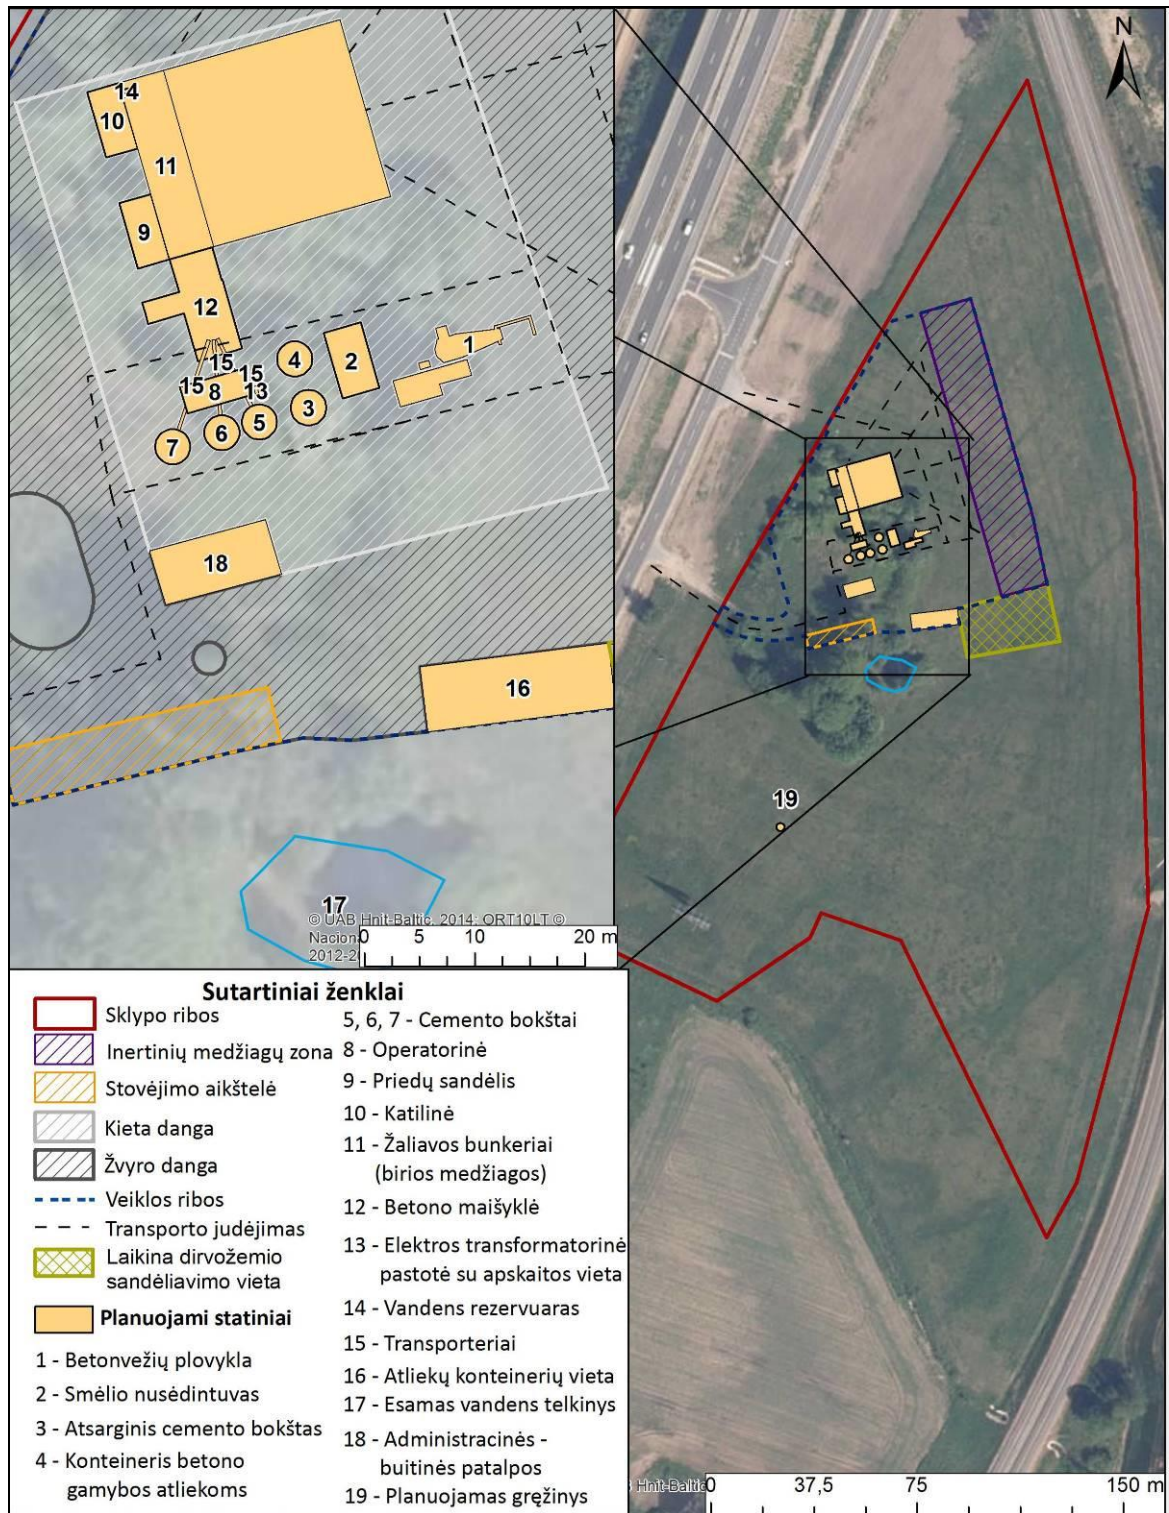 N
14
10
11
9
12
15
15
15
8
13
4
2
1
3
5
6
7
18
16
17
19
© UAB Hnit-Baltic, 2014; ORT10LT ©
Nacion
2012-2
0 5 10 20 m
Sutartiniai ženklai
Sklypo ribos
Inertinių medžiagų zona
Stovėjimo aikštelė
Kieta danga
Žvyro danga
Veiklos ribos
Transporto judėjimas
Laikina dirvožemio
sandėliavimo vieta
Planuojami statiniai
1 - Betonvežių plovykla
2 - Smėlio nusėdintuvas
3 - Atsarginis cemento bokštas
4 - Konteineris betono
gamybos atliekoms
5, 6, 7 - Cemento bokštai
8 - Operatorinė
9 - Priedų sandėlis
10 - Katilinė
11 - Žaliavos bunkeriai
(birios medžiagos)
12 - Betono maišyklė
13 - Elektros transformatorinė
pastotė su apskaitos vieta
14 - Vandens rezervuaras
15 - Transporteriai
16 - Atliekų konteinerių vieta
17 - Esamas vandens telkinys
18 - Administracinės -
buitinės patalpos
19 - Planuojamas gręžinys
Hnit-Baltic
0 37,5 75 150 m